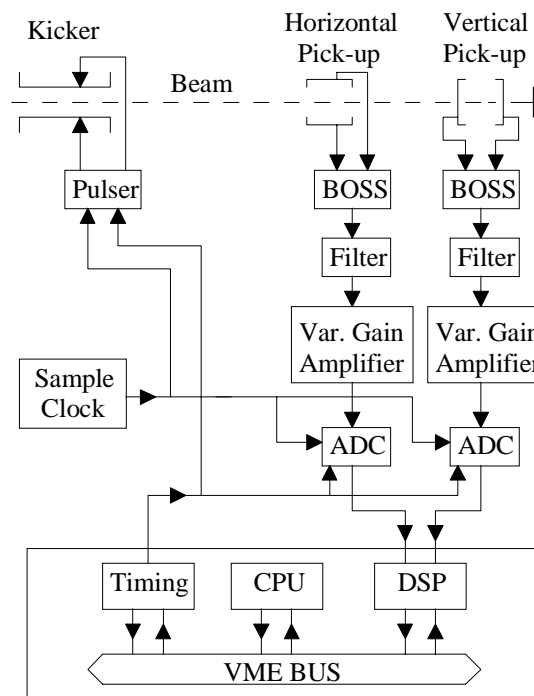 Kicker
Horizontal
Pick-up
Vertical
Pick-up
Beam
Pulser
BOSS
BOSS
Filter
Filter
Var. Gain
Amplifier
Var. Gain
Amplifier
Sample
Clock
ADC
ADC
Timing
CPU
DSP
VME BUS